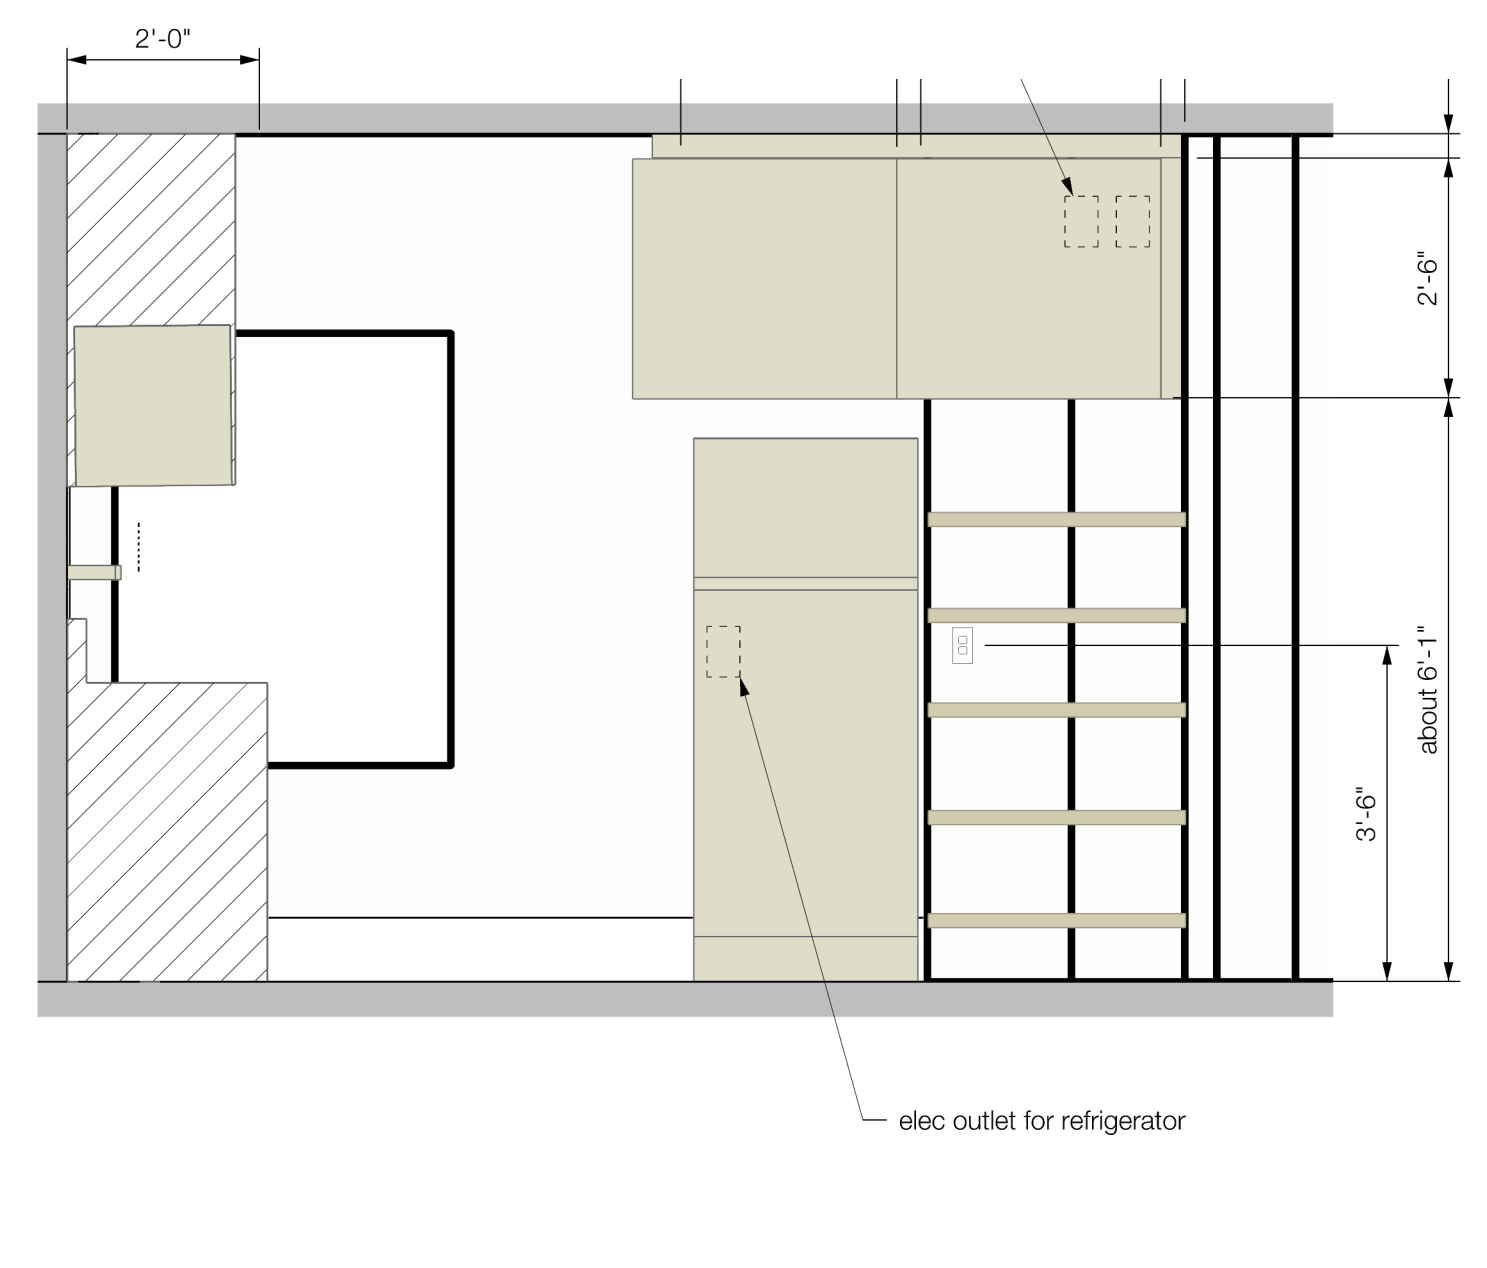 2'-0"
2'-6"
about 6'-1"
3'-6"
elec outlet for refrigerator